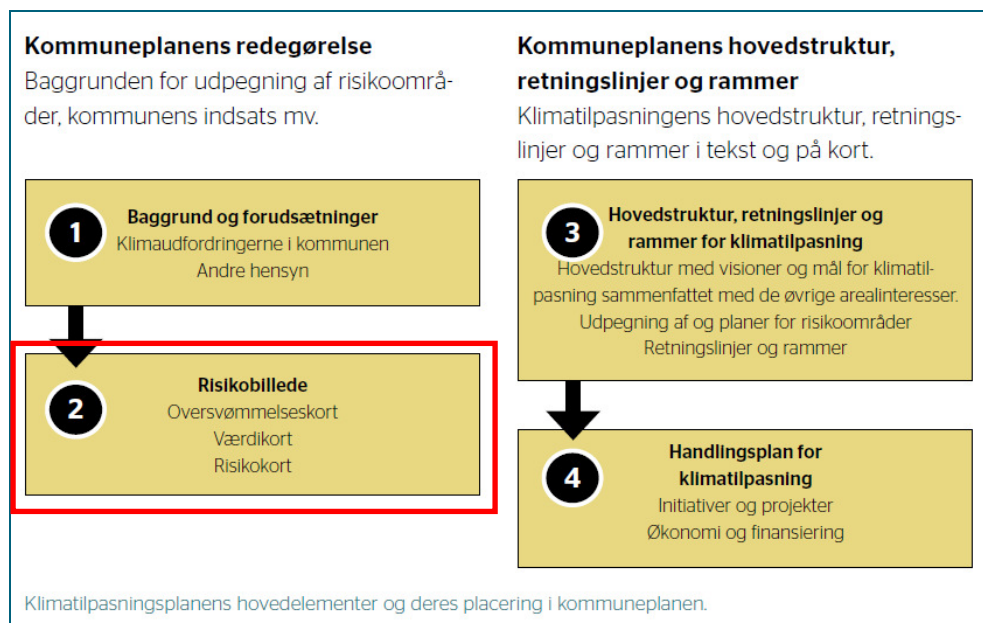 Kommuneplanens redegørelse
Baggrunden for udpegning af risikoområ-
der, kommunens indsats mv.
1
Baggrund og forudsætninger
Klimaudfordringerne i kommunen
Andre hensyn
2
Risikobillede
Oversvømmelseskort
Værdikort
Risikokort
Kommuneplanens hovedstruktur,
retningslinjer og rammer
Klimatilpasningens hovedstruktur, retnings-
linjer og rammer i tekst og på kort.
3
Hovedstruktur, retningslinjer og
rammer for klimatilpasning
Hovedstruktur med visioner og mål for klimatil-
pasning sammenfattet med de øvrige arealinteresser.
Udpegning af og planer for risikoområder
Retningslinjer og rammer
4
Handlingsplan for
klimatilpasning
Initiativer og projekter
Økonomi og finansiering
Klimatilpasningsplanens hovedelementer og deres placering i kommuneplanen.